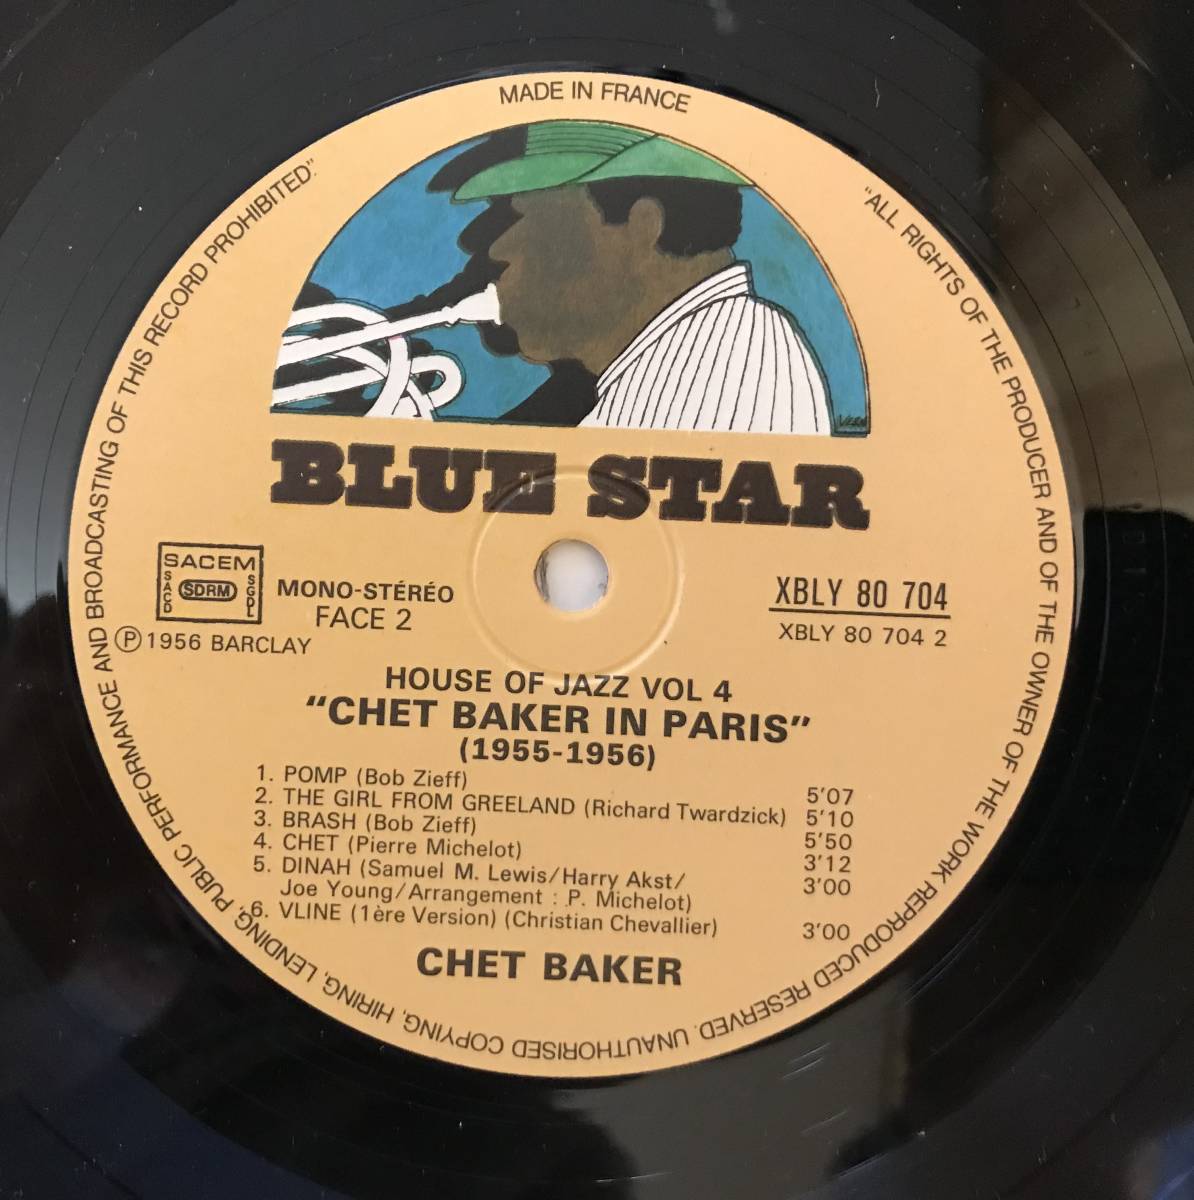 MADE IN FRANCE
"ALL RIGHTS OF THE PRODUCER AND OF THE OWNER OF THE WORK REPRODUCED RESERVED. UNAUTHORISED COPYING, HIRING, LENDING, PUBLIC PERFORMANCE AND BROADCASTING OF THIS RECORD PROHIBITED."
BLUE STAR
SACEM
SACD
SDRM
SGDL
MONO-STÉRÉO
FACE 2
Ⓟ 1956 BARCLAY
XBLY 80 704
XBLY 80 704 2
HOUSE OF JAZZ VOL 4
"CHET BAKER IN PARIS"
(1955-1956)
1. POMP (Bob Zieff) 5'07
2. THE GIRL FROM GREELAND (Richard Twardzick) 5'10
3. BRASH (Bob Zieff) 5'50
4. CHET (Pierre Michelot) 3'12
5. DINAH (Samuel M. Lewis/Harry Akst/ 3'00
Joe Young/Arrangement : P. Michelot)
6. VLINE (1ère Version) (Christian Chevallier) 3'00
CHET BAKER